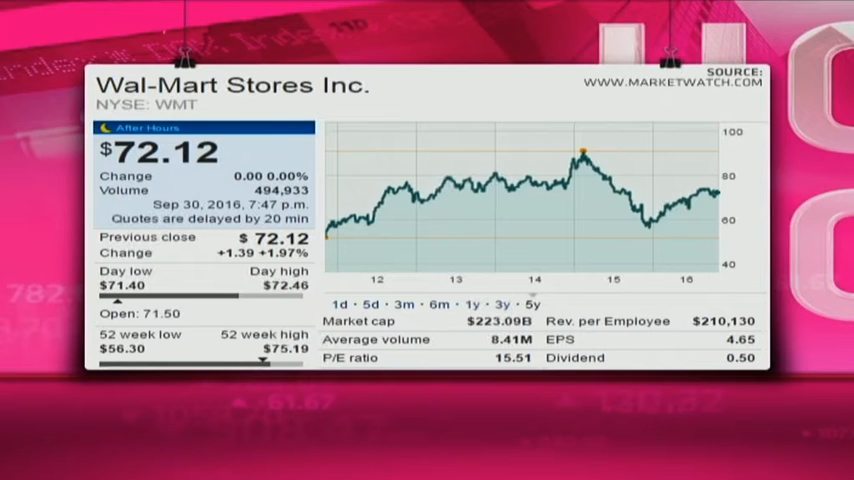 Wal-Mart Stores Inc.
NYSE: WMT
SOURCE:
WWW.MARKETWATCH.COM
After Hours
$72.12
Change 0.00 0.00%
Volume 494,933
Sep 30, 2016, 7:47 p.m.
Quotes are delayed by 20 min
Previous close $ 72.12
Change +1.39 +1.97%
Day low Day high
$71.40 $72.46
Open: 71.50
52 week low 52 week high
$56.30 $75.19
100
80
60
40
12 13 14 15 16
1d · 5d · 3m · 6m · 1y · 3y · 5y
Market cap $223.09B Rev. per Employee $210,130
Average volume 8.41M EPS 4.65
P/E ratio 15.51 Dividend 0.50
61.67